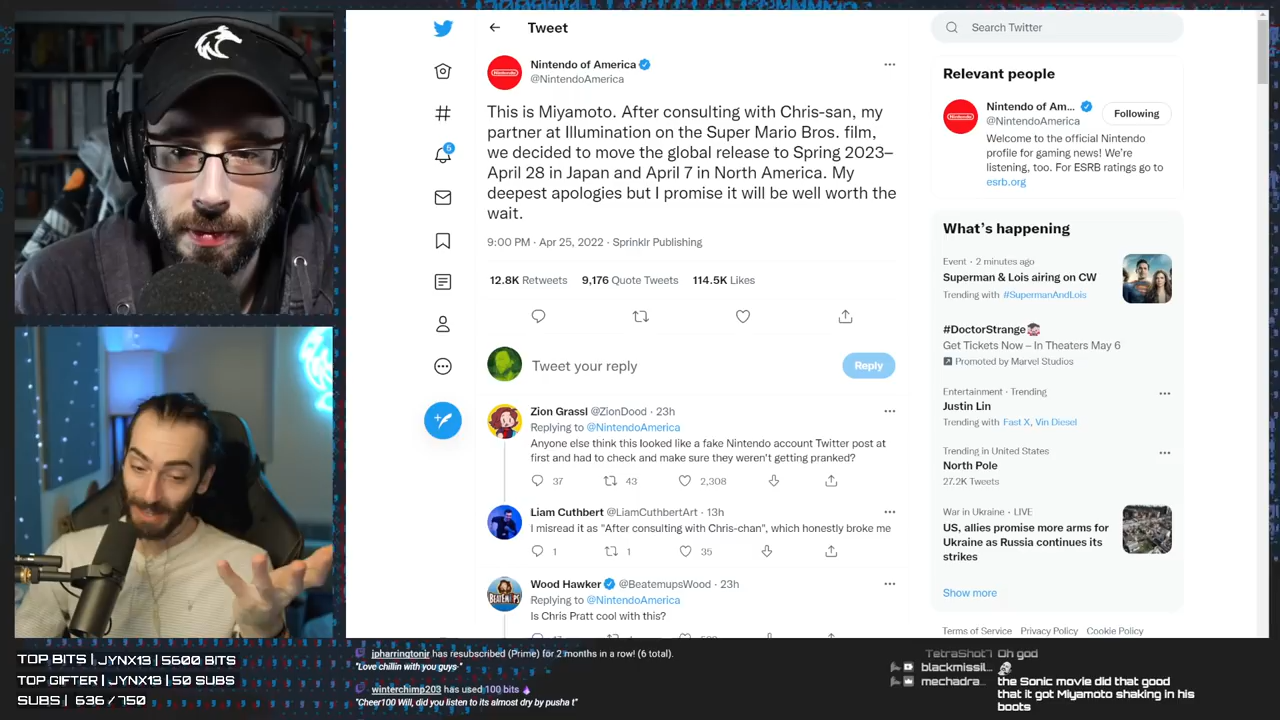 Tweet
Nintendo of America
@NintendoAmerica
This is Miyamoto. After consulting with Chris-san, my
partner at Illumination on the Super Mario Bros. film,
we decided to move the global release to Spring 2023–
April 28 in Japan and April 7 in North America. My
deepest apologies but I promise it will be well worth the
wait.
9:00 PM · Apr 25, 2022 · Sprinklr Publishing
12.8K Retweets 9,176 Quote Tweets 114.5K Likes
Tweet your reply
Reply
Zion Grassl @ZionDood · 23h
Replying to @NintendoAmerica
Anyone else think this looked like a fake Nintendo account Twitter post at
first and had to check and make sure they weren't getting pranked?
37 43 2,308
Liam Cuthbert @LiamCuthbertArt · 13h
I misread it as "After consulting with Chris-chan", which honestly broke me
1 1 35
Wood Hawker @BeatemupsWood · 23h
Replying to @NintendoAmerica
Is Chris Pratt cool with this?
5
Search Twitter
Relevant people
Nintendo of Am...
@NintendoAmerica
Following
Welcome to the official Nintendo
profile for gaming news! We're
listening, too. For ESRB ratings go to
esrb.org
What's happening
Event · 2 minutes ago
Superman & Lois airing on CW
Trending with #SupermanAndLois
#DoctorStrange
Get Tickets Now – In Theaters May 6
Promoted by Marvel Studios
Entertainment · Trending
Justin Lin
Trending with Fast X, Vin Diesel
Trending in United States
North Pole
27.2K Tweets
War in Ukraine · LIVE
US, allies promise more arms for
Ukraine as Russia continues its
strikes
Show more
Terms of Service Privacy Policy Cookie Policy
TOP BITS | JYNX13 | 5600 BITS
TOP GIFTER | JYNX13 | 50 SUBS
SUBS | 636 /750
jpharringtonjr has resubscribed (Prime) for 2 months in a row! (6 total).
"Love chillin with you guys"
winterchimp203 has used 100 bits
"Cheer100 Will, did you listen to its almost dry by pusha t"
TetraShot7 Oh god
blackmissil...
mechadra... the Sonic movie did that good
that it got Miyamoto shaking in his
boots